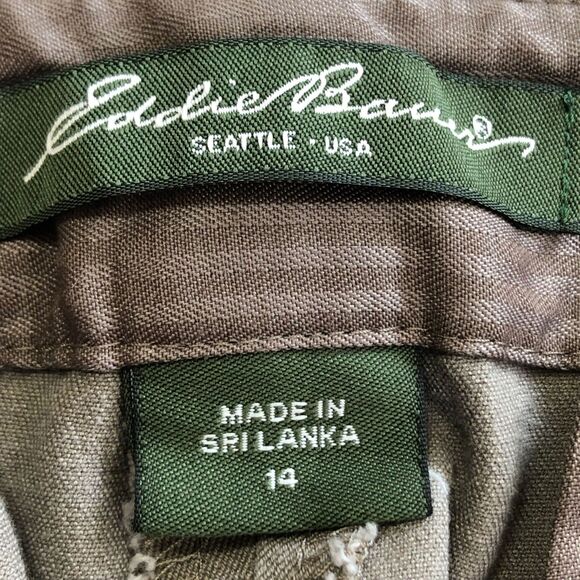 Eddie Bauer ®
SEATTLE · USA
MADE IN
SRI LANKA
14